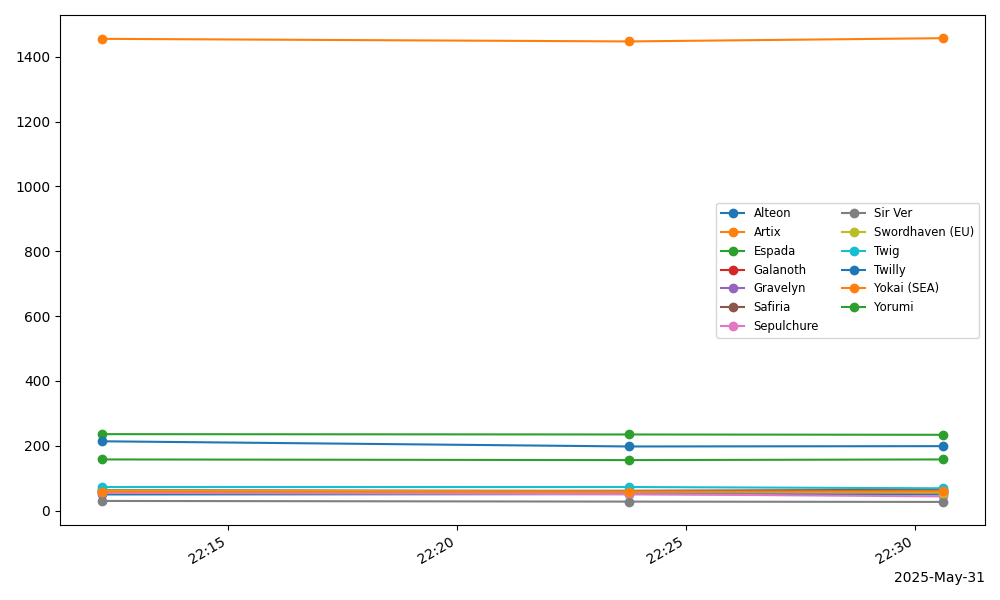 1400
1200
1000
800
600
400
200
0
Alteon
Artix
Espada
Galanoth
Gravelyn
Safiria
Sepulchure
Sir Ver
Swordhaven (EU)
Twig
Twilly
Yokai (SEA)
Yorumi
22:15
22:20
22:25
22:30
2025-May-31